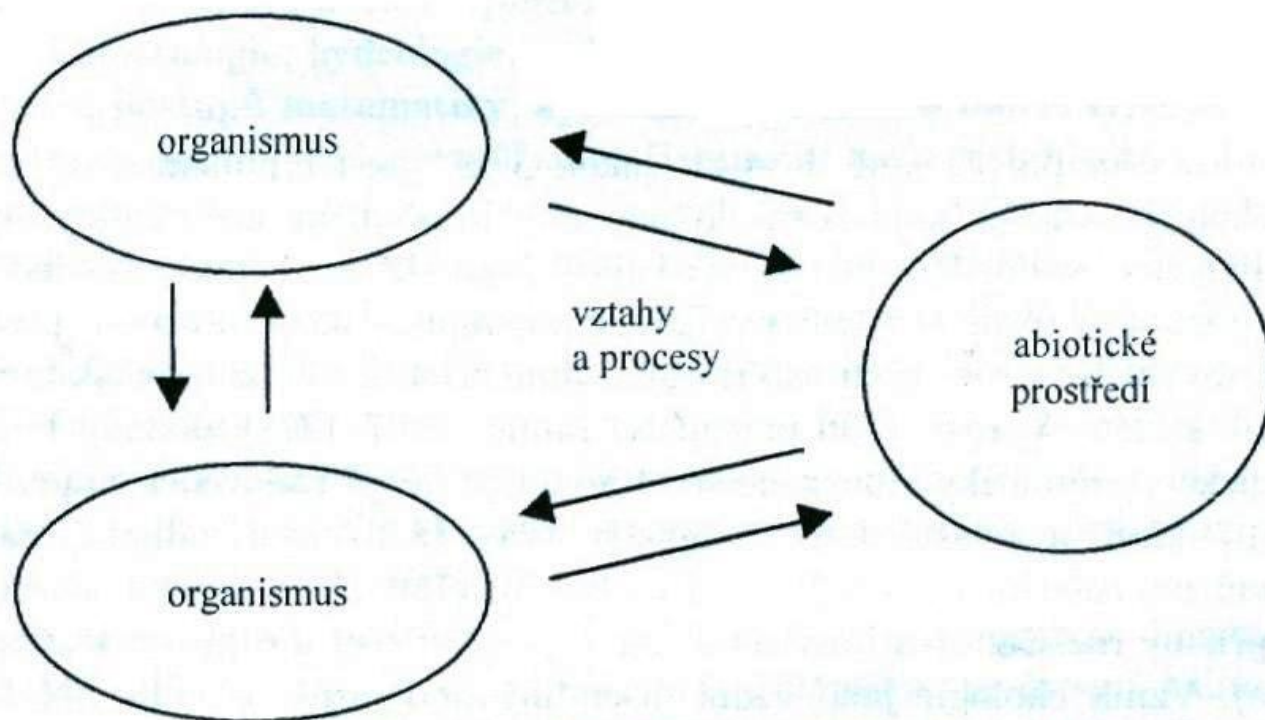 organismus
vztahy
a procesy
abiotické
prostředí
organismus